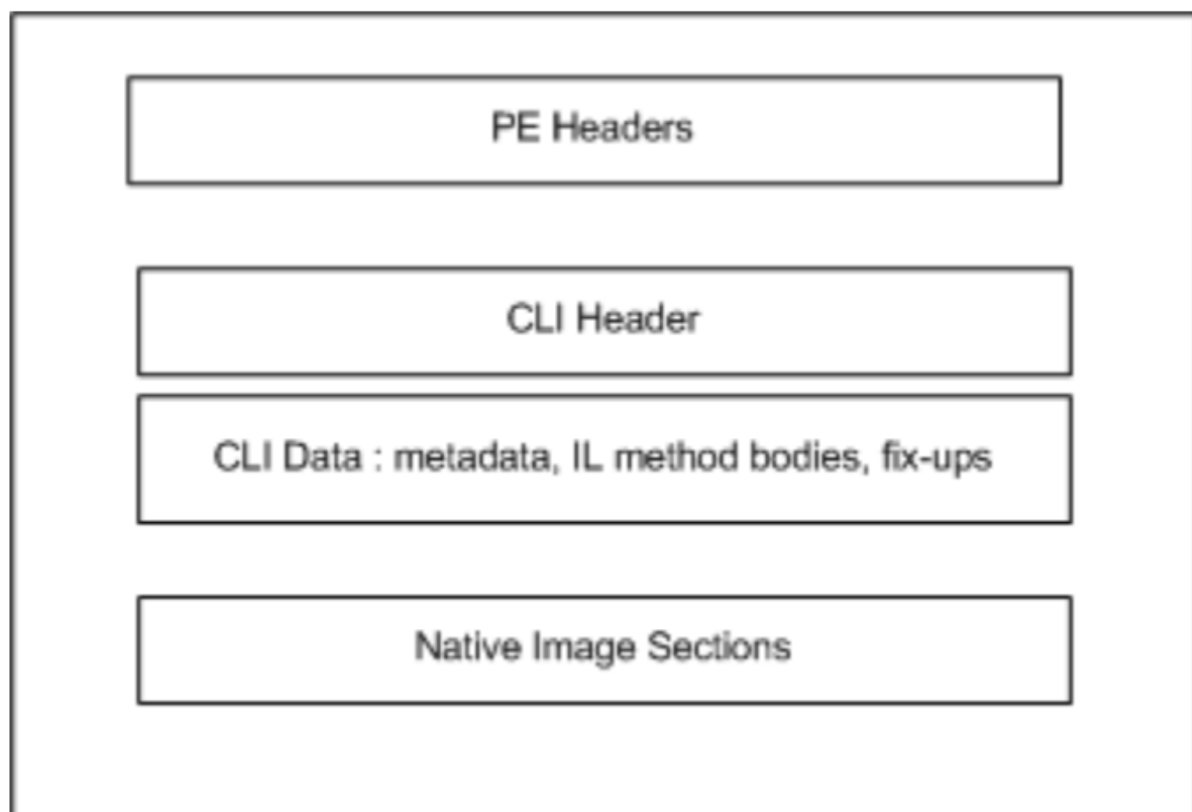 PE Headers
CLI Header
CLI Data : metadata, IL method bodies, fix-ups
Native Image Sections